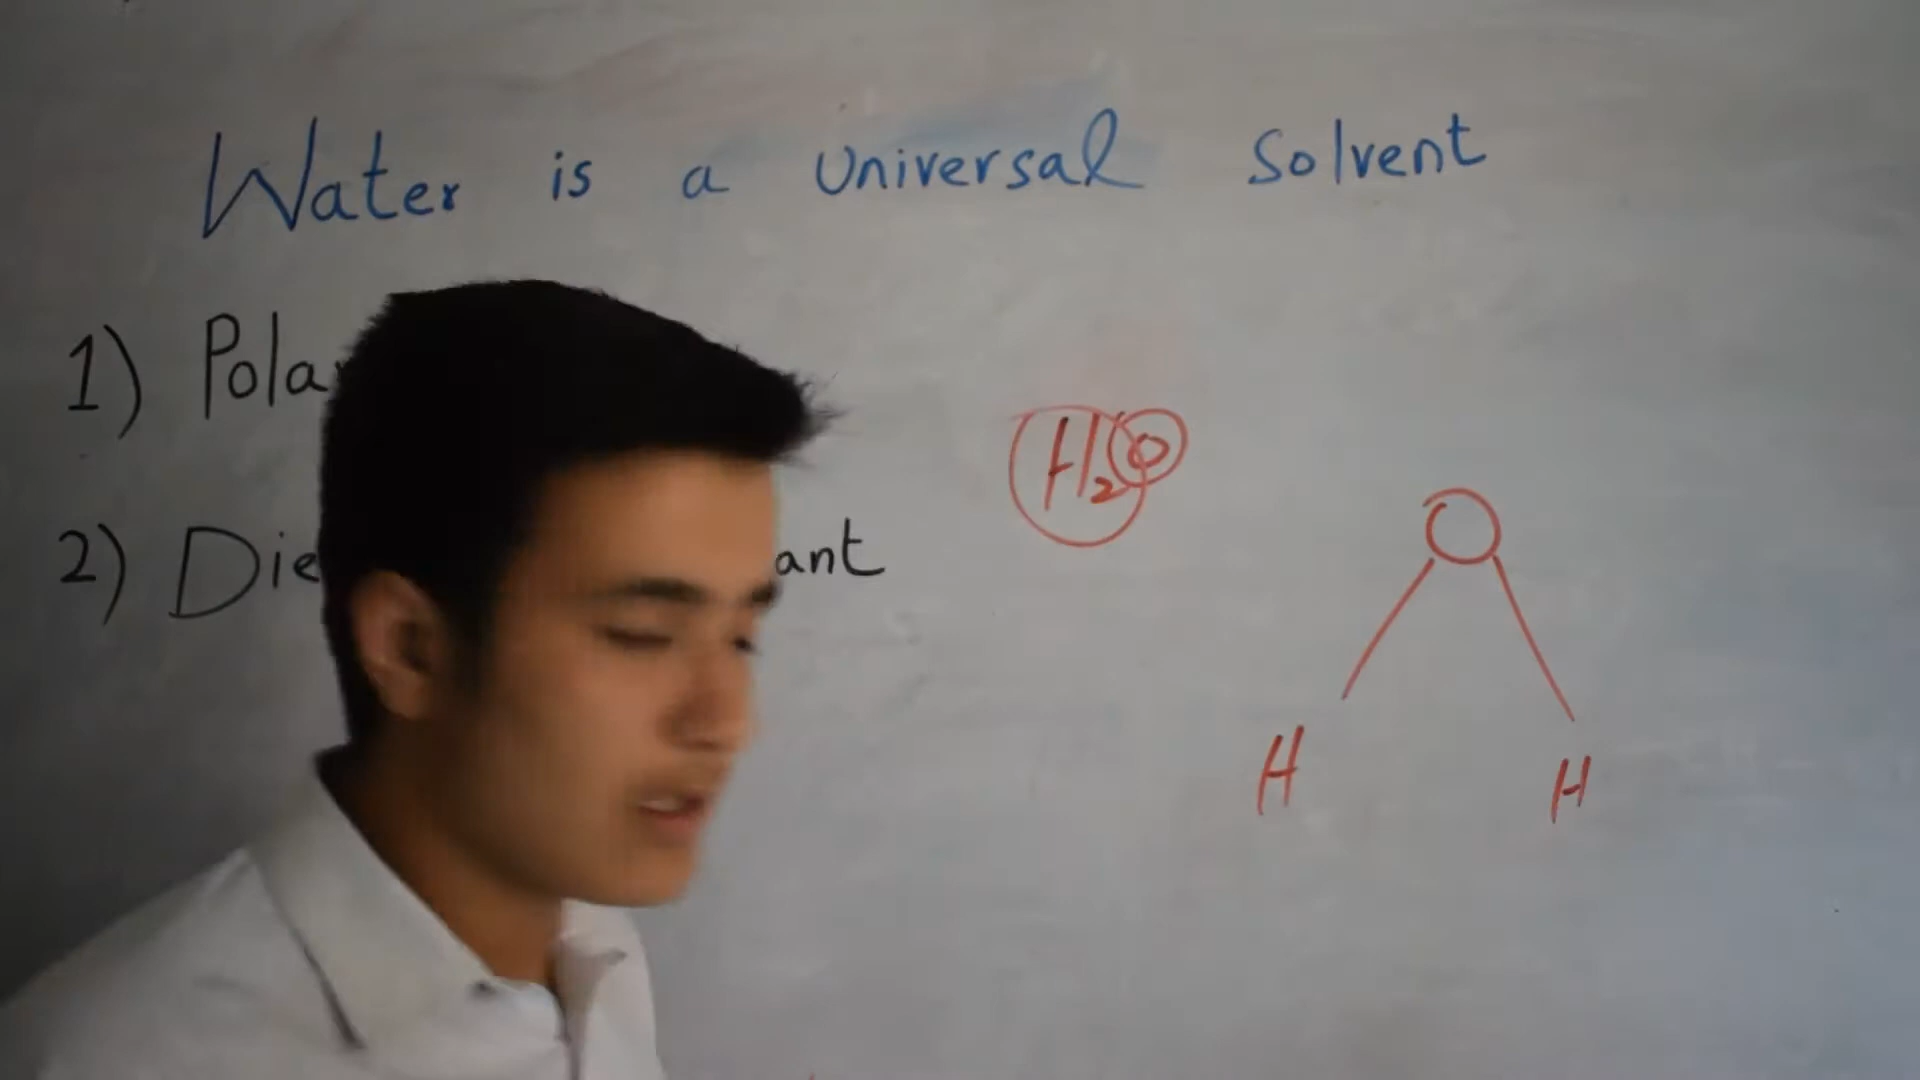 Water is a Universal Solvent
1) Pola
H₂O
2) Die ant
O
H H